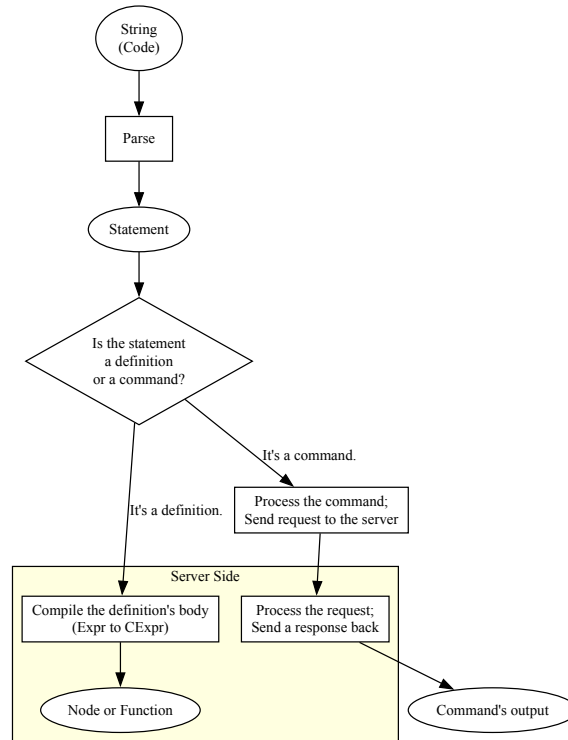 String
(Code)
Parse
Statement
Is the statement
a definition
or a command?
It's a command.
It's a definition.
Process the command;
Send request to the server
Server Side
Compile the definition's body
(Expr to CExpr)
Process the request;
Send a response back
Node or Function
Command's output